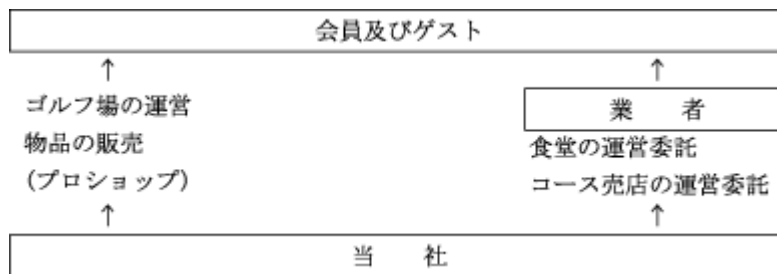 会員及びゲスト
↑ ↑
ゴルフ場の運営
物品の販売
(プロショップ)
業　者
食堂の運営委託
コース売店の運営委託
↑ ↑
当　社